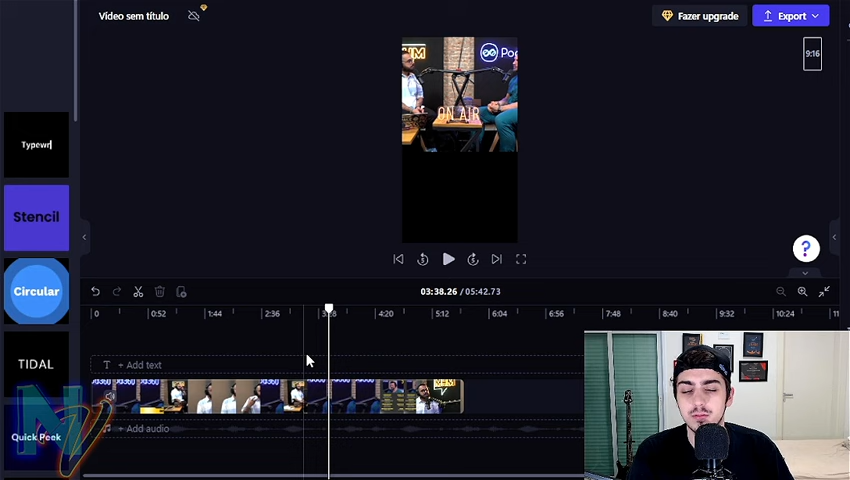 Vídeo sem título
Fazer upgrade
Export
9:16
Pop
ON AIR
Typewr
Stencil
Circular
TIDAL
Quick Peek
?
03:38.26 / 05:42.73
0 0:52 1:44 2:36 4:20 5:12 6:04 6:56 7:48 8:40 9:32 10:24
T + Add text
+ Add audio